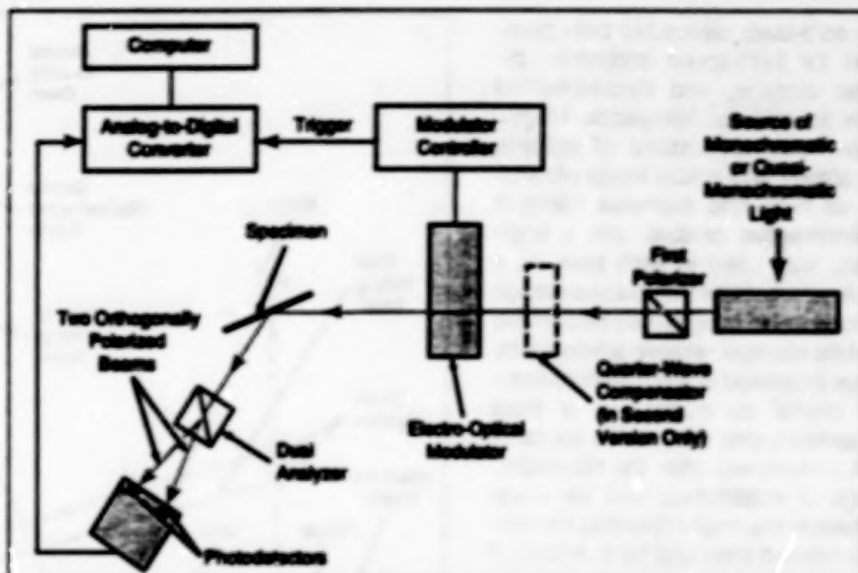 Computer
Analog-to-Digital
Converter
Trigger
Modulator
Controller
Source of
Monochromatic
or Quasi-
Monochromatic
Light
Specimen
First
Polarizer
Two Orthogonally
Polarized
Beams
Quarter-Wave
Compensator
(in Second
Version Only)
Electro-Optical
Modulator
Dual
Analyzer
Photodetectors